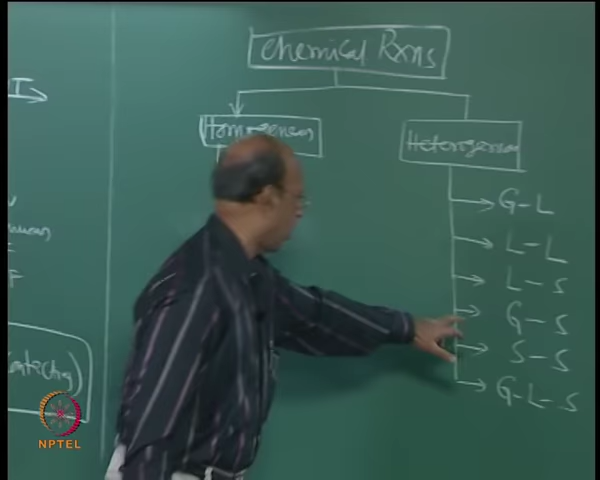 Chemical Rxns
Homogeneous
Heterogeneous
G-L
L-L
L-S
G-S
S-S
G-L-S
NPTEL